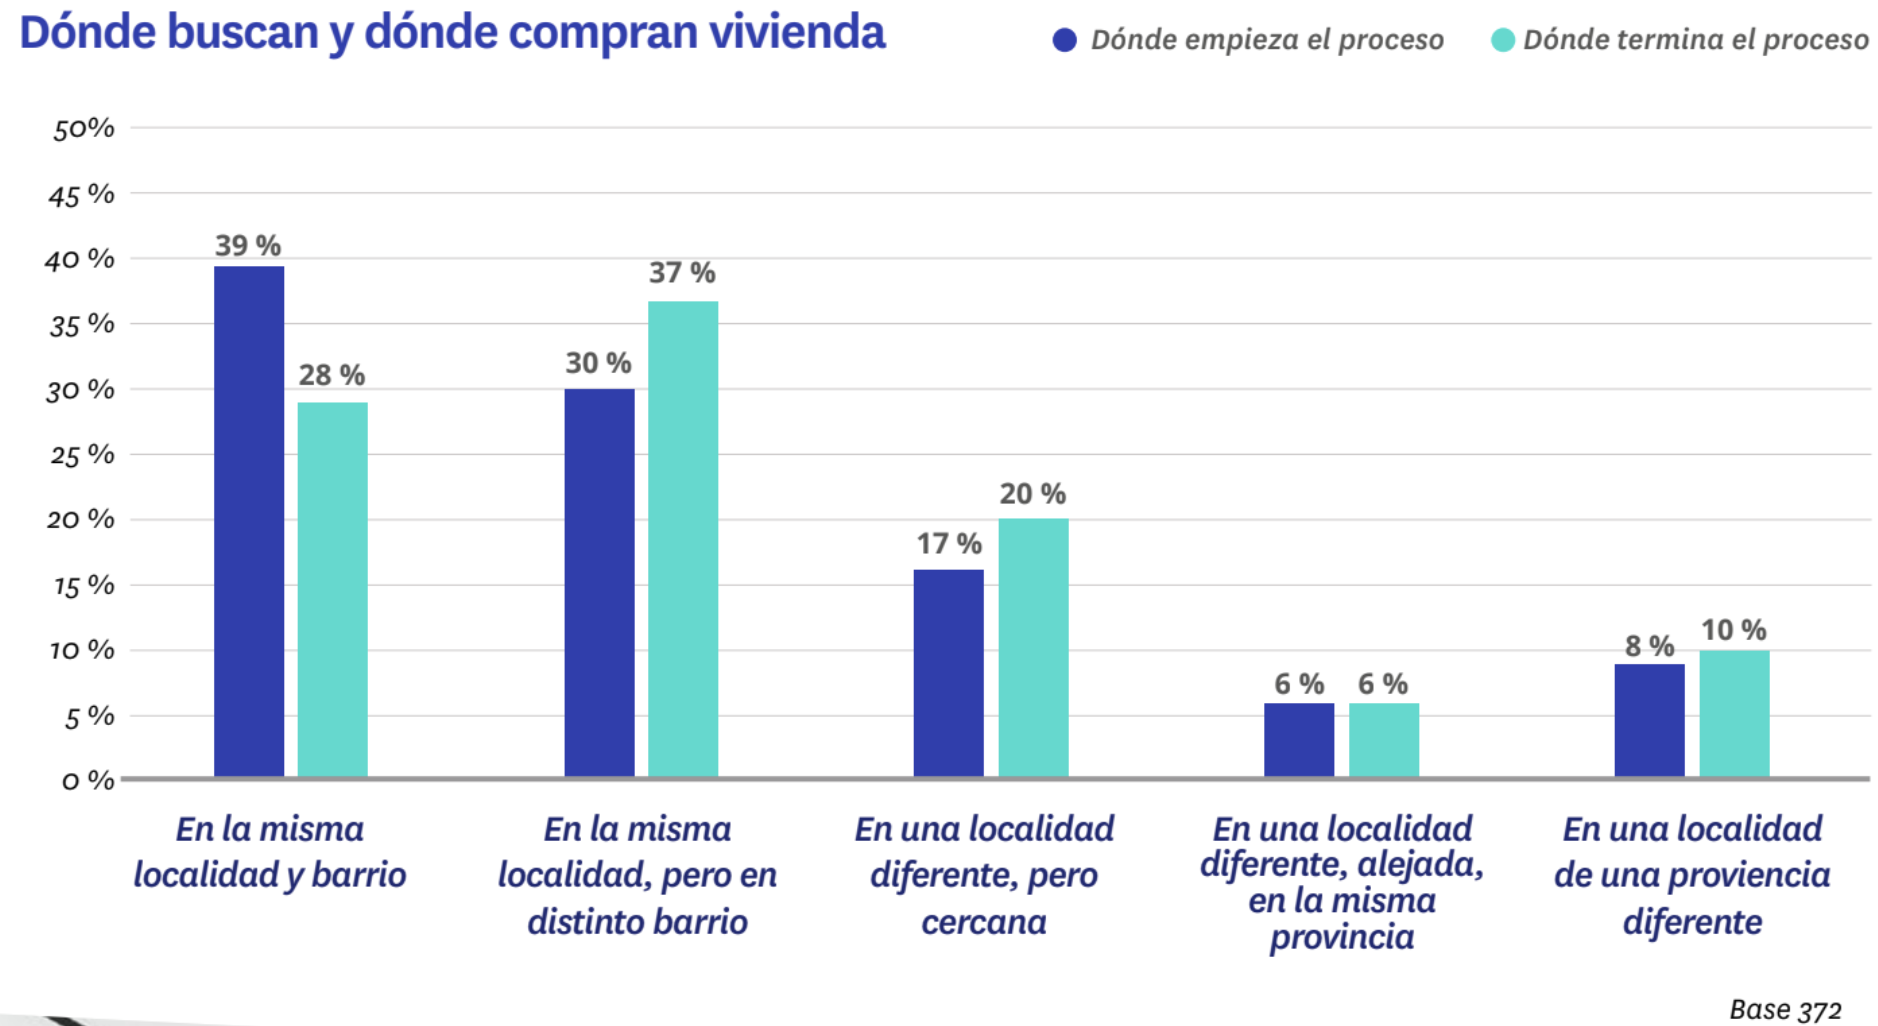 Dónde buscan y dónde compran vivienda
Dónde empieza el proceso
Dónde termina el proceso
50%
45 %
40 %
35 %
30 %
25 %
20 %
15 %
10 %
5 %
0 %
39 %
28 %
30 %
37 %
17 %
20 %
6 %
6 %
8 %
10 %
En la misma
localidad y barrio
En la misma
localidad, pero en
distinto barrio
En una localidad
diferente, pero
cercana
En una localidad
diferente, alejada,
en la misma
provincia
En una localidad
de una proviencia
diferente
Base 372